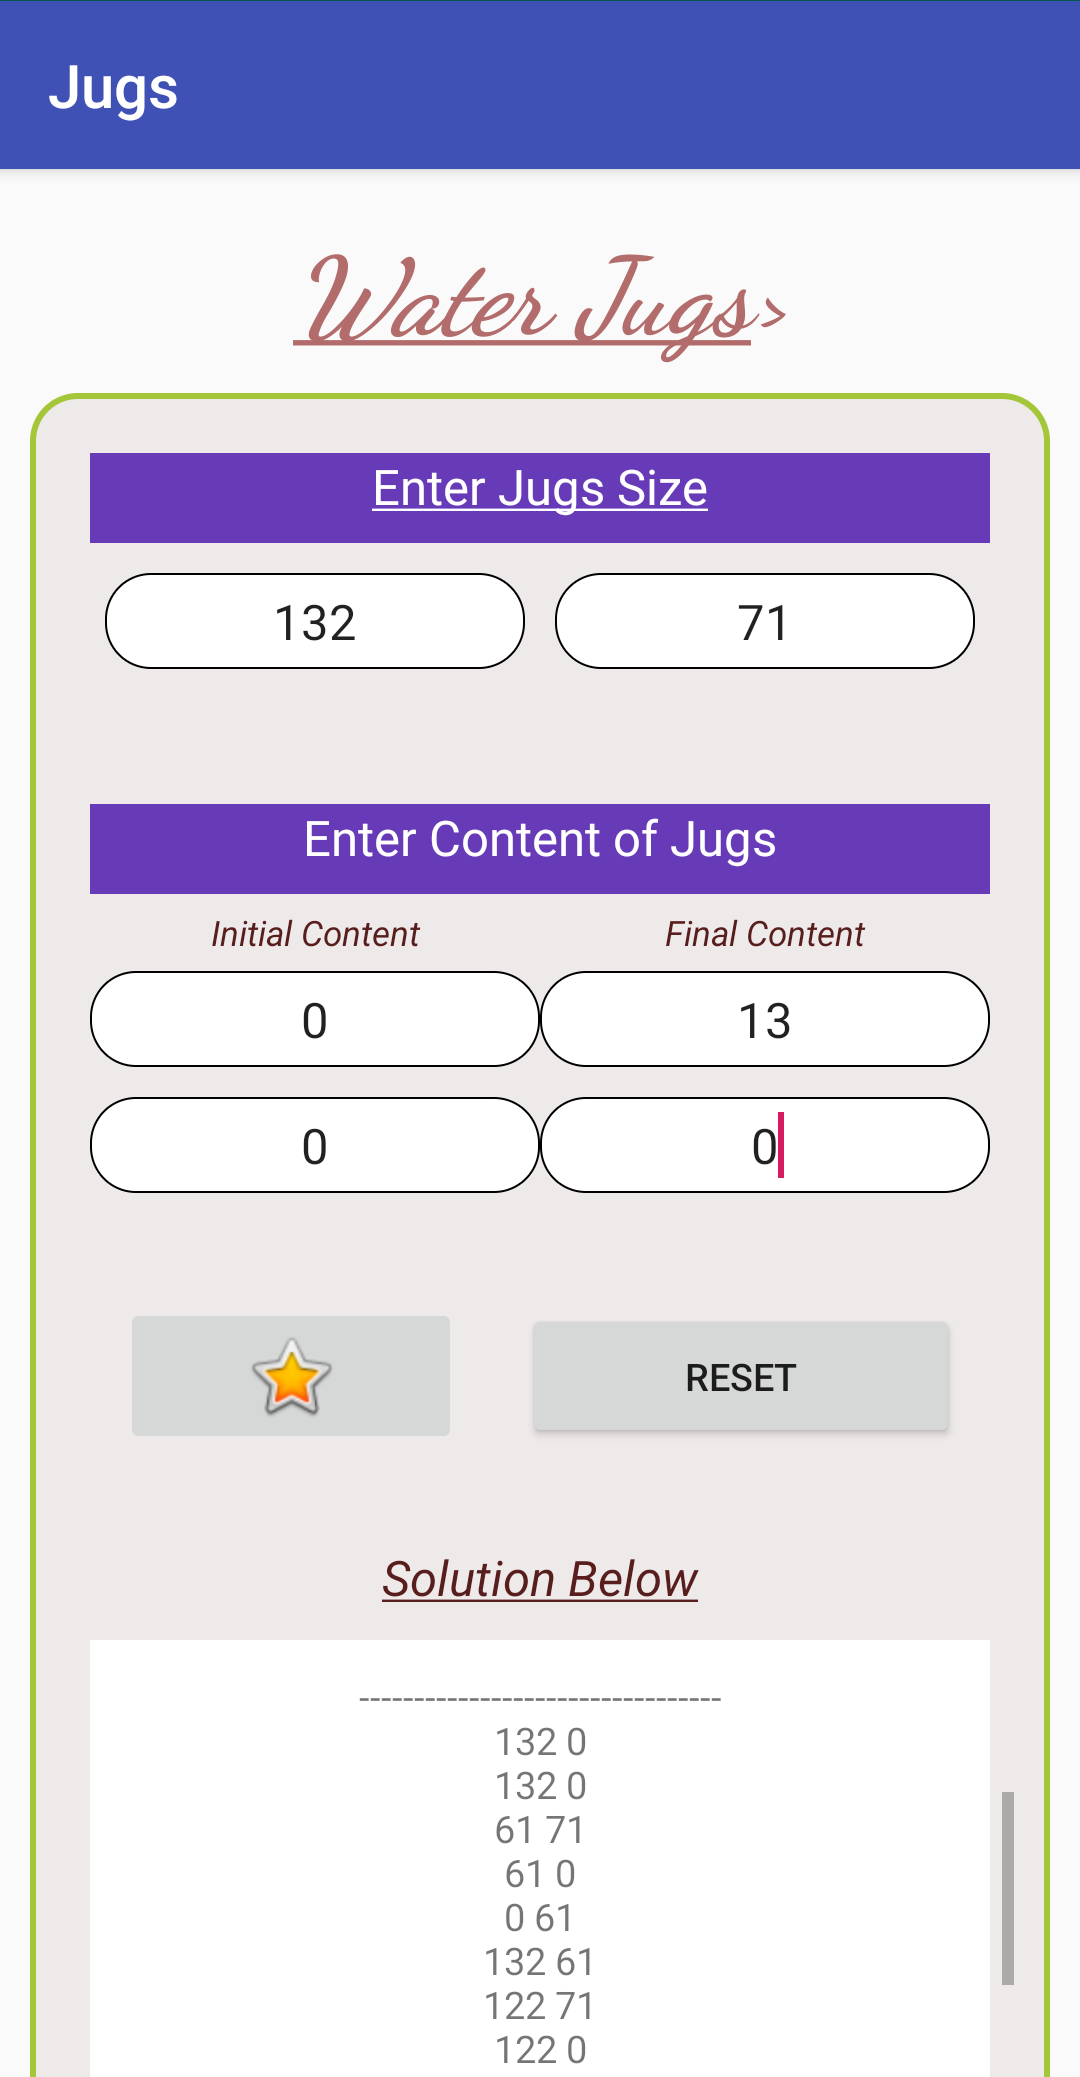 Jugs
Water Jugs>
Enter Jugs Size
132 71
Enter Content of Jugs
Initial Content Final Content
0 13
0 0
RESET
Solution Below
---------------------------------
132 0
132 0
61 71
61 0
0 61
132 61
122 71
122 0